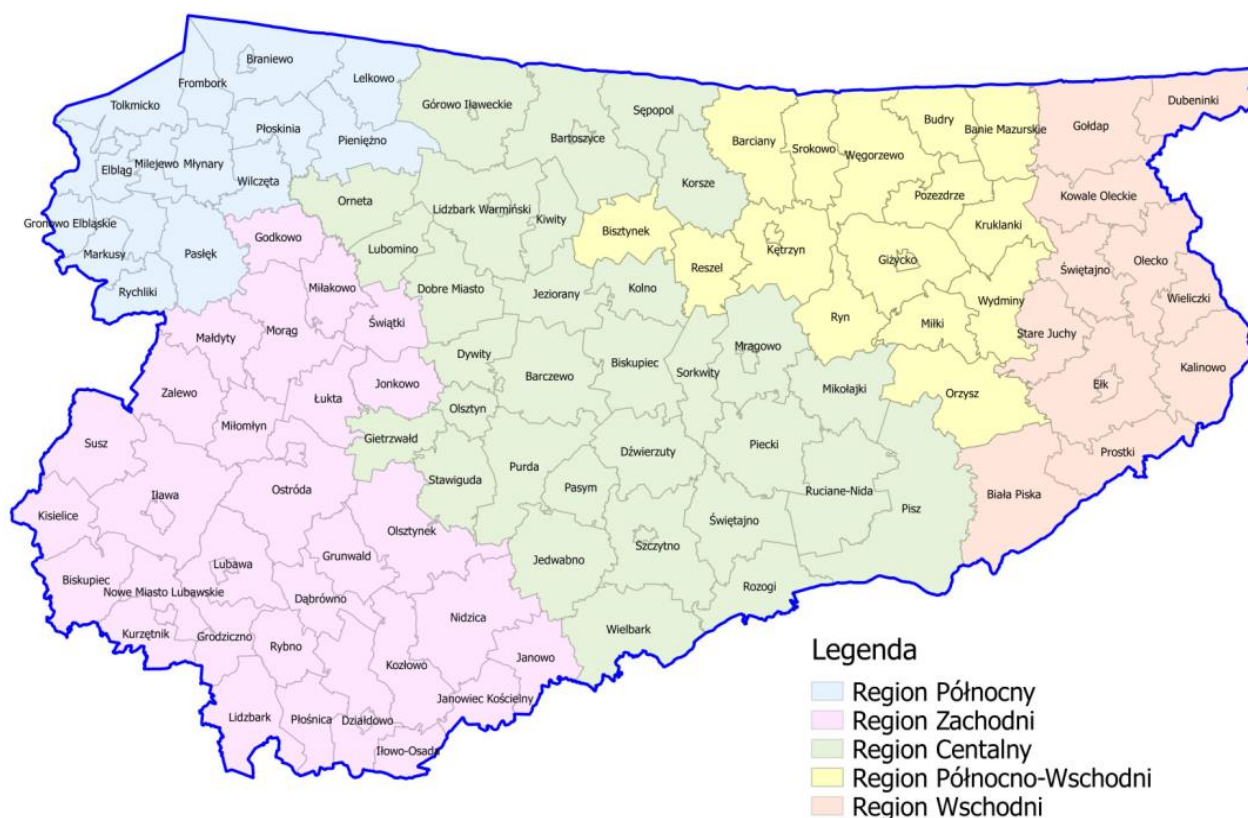 Braniewo
Lelkowo
Frombork
Tolkmicko
Górowo Iławeckie
Sępopol
Dubeninki
Płoskinia
Bartoszyce
Budry
Banie Mazurskie
Gołdap
Pieniężno
Barciany
Srokowo
Węgorzewo
Milejewo
Młynary
Elbląg
Wilczęta
Korsze
Pozezdrze
Kowale Oleckie
Orneta
Lidzbark Warmiński
Kiwity
Gronowo Elbląskie
Bisztynek
Kruklanki
Markusy
Pasłęk
Godkowo
Lubomino
Reszel
Kętrzyn
Giżycko
Świętajno
Olecko
Rychliki
Miłakowo
Dobre Miasto
Jeziorany
Kolno
Wieliczki
Wydminy
Małdyty
Morąg
Świątki
Ryn
Miłki
Stare Juchy
Dywity
Barczewo
Biskupiec
Mrągowo
Sorkwity
Kalinowo
Zalewo
Łukta
Jonkowo
Mikołajki
Ełk
Orzysz
Miłomłyn
Olsztyn
Susz
Gietrzwałd
Dźwierzuty
Piecki
Prostki
Stawiguda
Purda
Pasym
Ruciane-Nida
Pisz
Biała Piska
Iława
Ostróda
Kisielice
Olsztynek
Świętajno
Szczytno
Jedwabno
Grunwald
Lubawa
Biskupiec
Nowe Miasto Lubawskie
Dąbrówno
Rozogi
Nidzica
Wielbark
Kurzętnik
Grodziczno
Rybno
Kozłowo
Janowo
Janowiec Kościelny
Lidzbark
Płośnica
Działdowo
Iłowo-Osada
Legenda
Region Północny
Region Zachodni
Region Centalny
Region Północno-Wschodni
Region Wschodni